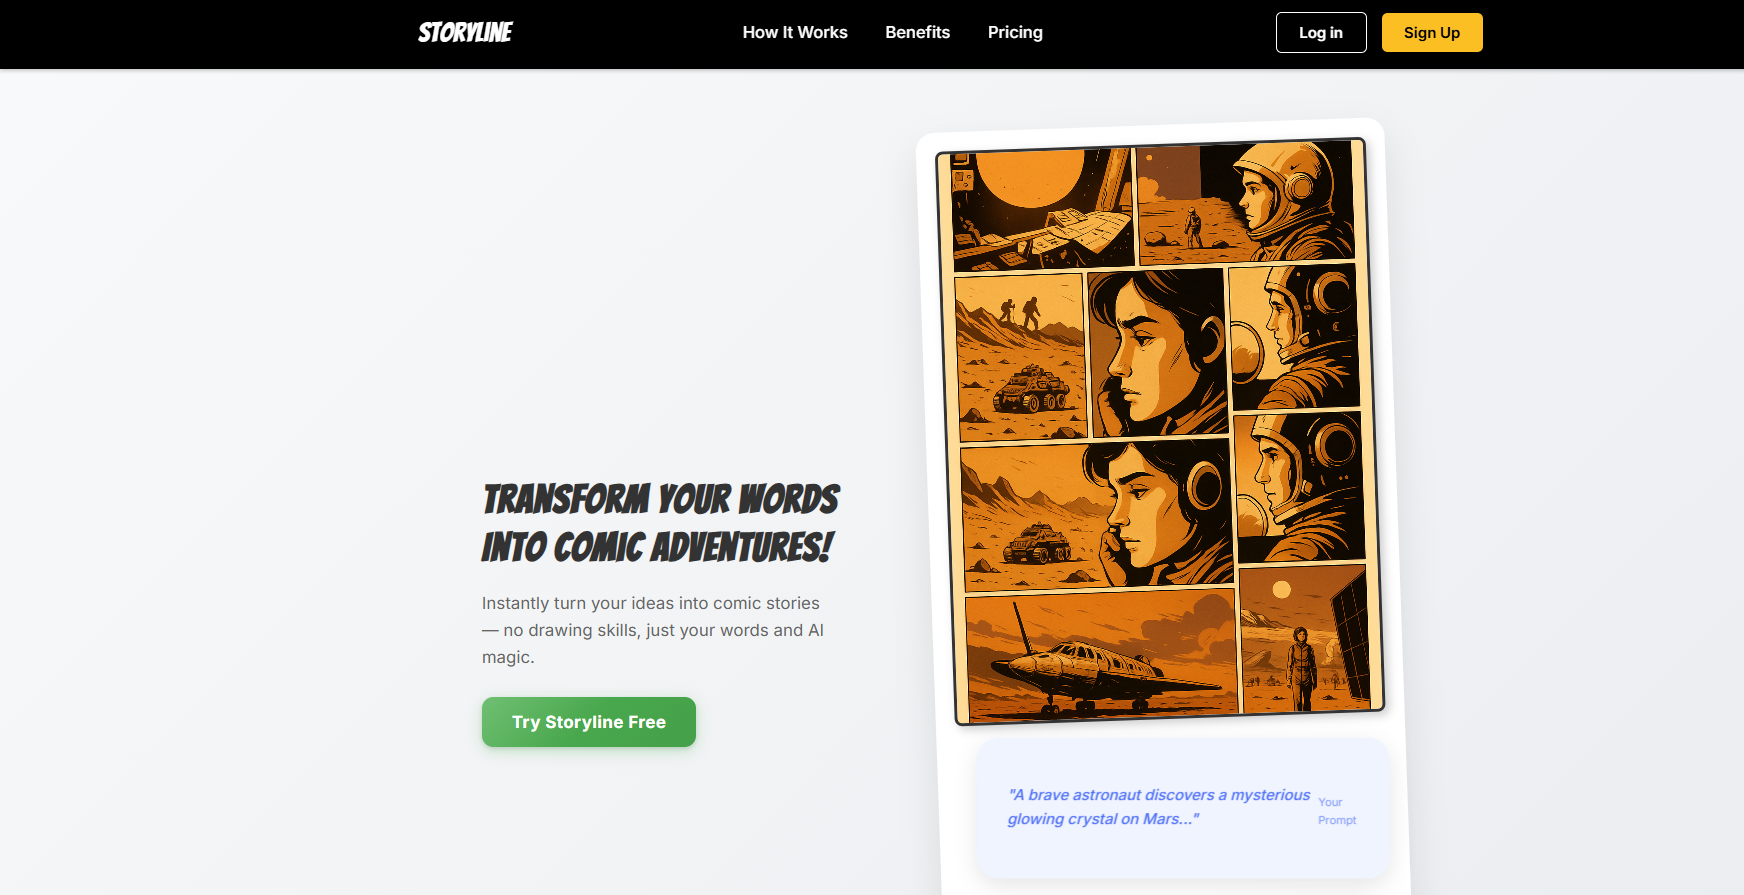 STORYLINE
How It Works
Benefits
Pricing
Log in
Sign Up
TRANSFORM YOUR WORDS
INTO COMIC ADVENTURES!
Instantly turn your ideas into comic stories
— no drawing skills, just your words and AI
magic.
Try Storyline Free
"A brave astronaut discovers a mysterious
glowing crystal on Mars..."
Your
Prompt